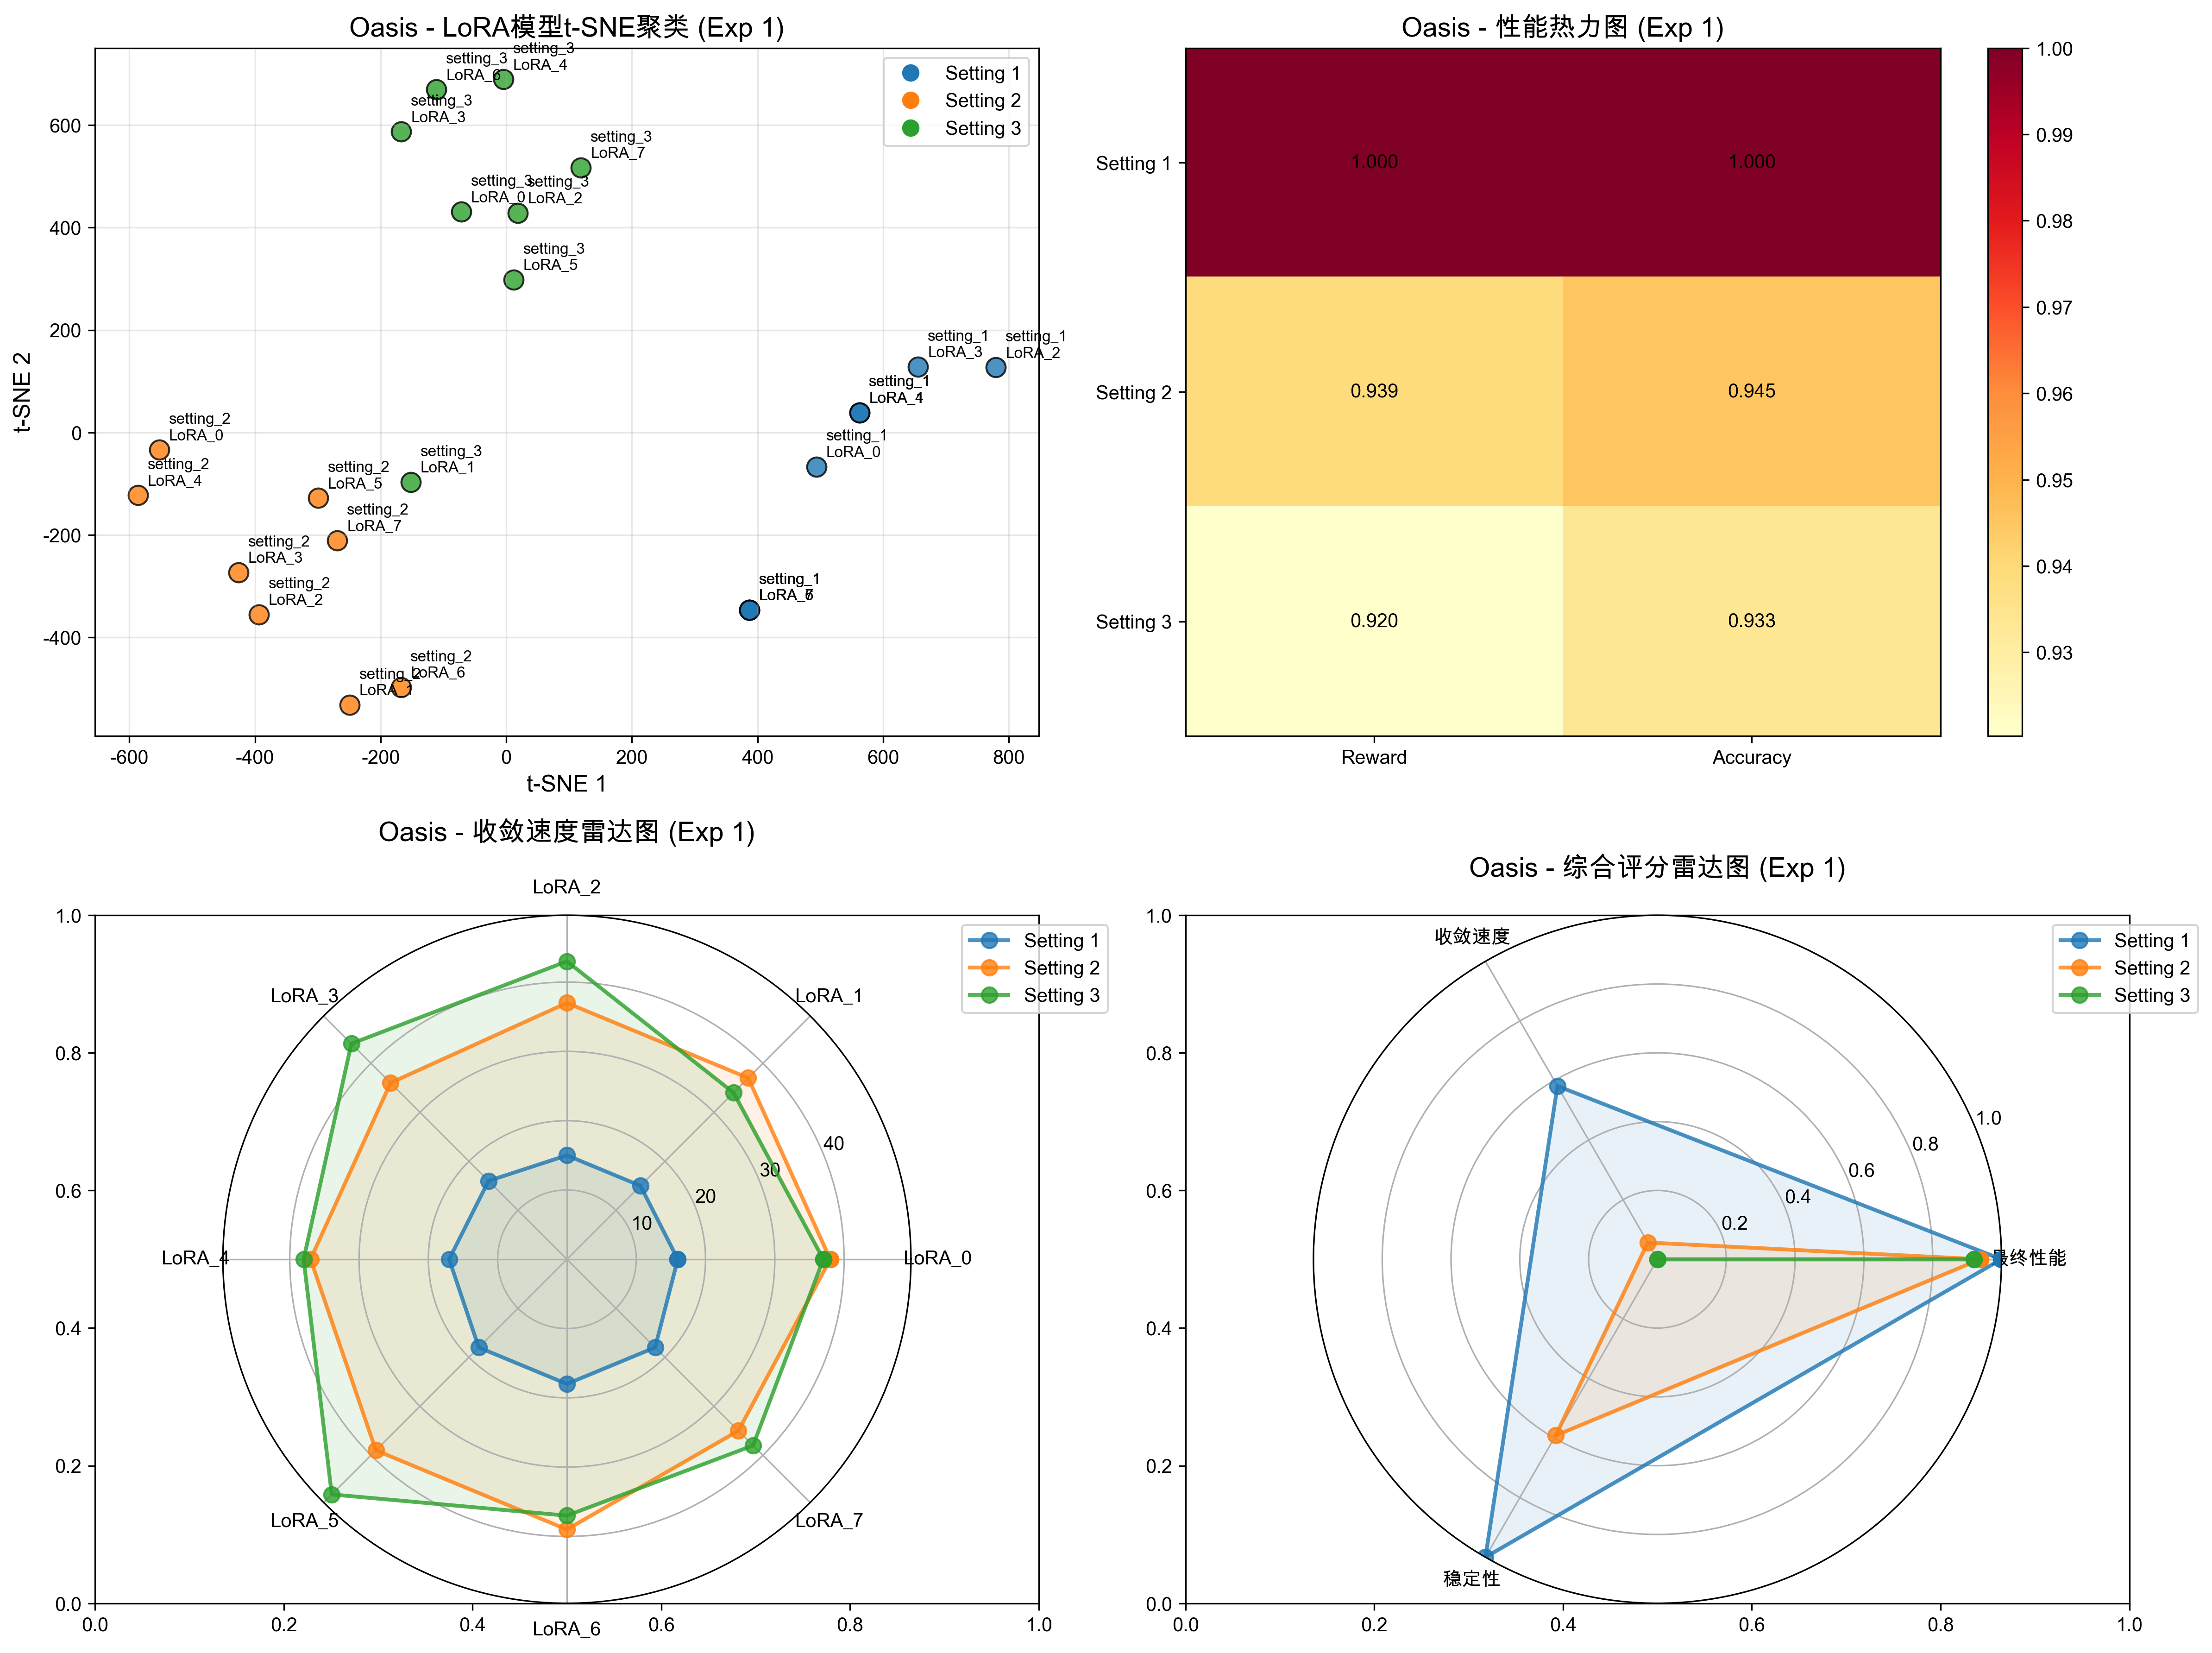 Oasis - LoRA模型t-SNE聚类 (Exp 1)
setting_3
LoRA_4
setting_3
LoRA_6
setting_3
LoRA_3
setting_3
LoRA_7
setting_3
LoRA_0
setting_3
LoRA_2
setting_3
LoRA_5
setting_1
LoRA_3
setting_1
LoRA_2
setting_1
LoRA_4
setting_1
LoRA_0
setting_2
LoRA_0
setting_2
LoRA_4
setting_2
LoRA_5
setting_3
LoRA_1
setting_2
LoRA_7
setting_2
LoRA_3
setting_2
LoRA_2
setting_1
setting_2
LoRA_6
setting_2
LoRA_1
Setting 1
Setting 2
Setting 3
600
400
200
0
-200
-400
t-SNE 2
-600
-400
-200
0
200
400
600
800
t-SNE 1
Oasis - 性能热力图 (Exp 1)
Setting 1
1.000
1.000
Setting 2
0.939
0.945
Setting 3
0.920
0.933
Reward
Accuracy
1.00
0.99
0.98
0.97
0.96
0.95
0.94
0.93
Oasis - 收敛速度雷达图 (Exp 1)
LoRA_2
LoRA_3
LoRA_1
LoRA_4
LoRA_0
LoRA_5
LoRA_7
LoRA_6
10
20
30
40
Setting 1
Setting 2
Setting 3
1.0
0.8
0.6
0.4
0.2
0.0
0.0
0.2
0.4
0.6
0.8
1.0
Oasis - 综合评分雷达图 (Exp 1)
收敛速度
最终性能
稳定性
0.2
0.4
0.6
0.8
1.0
Setting 1
Setting 2
Setting 3
1.0
0.8
0.6
0.4
0.2
0.0
0.0
0.2
0.4
0.6
0.8
1.0